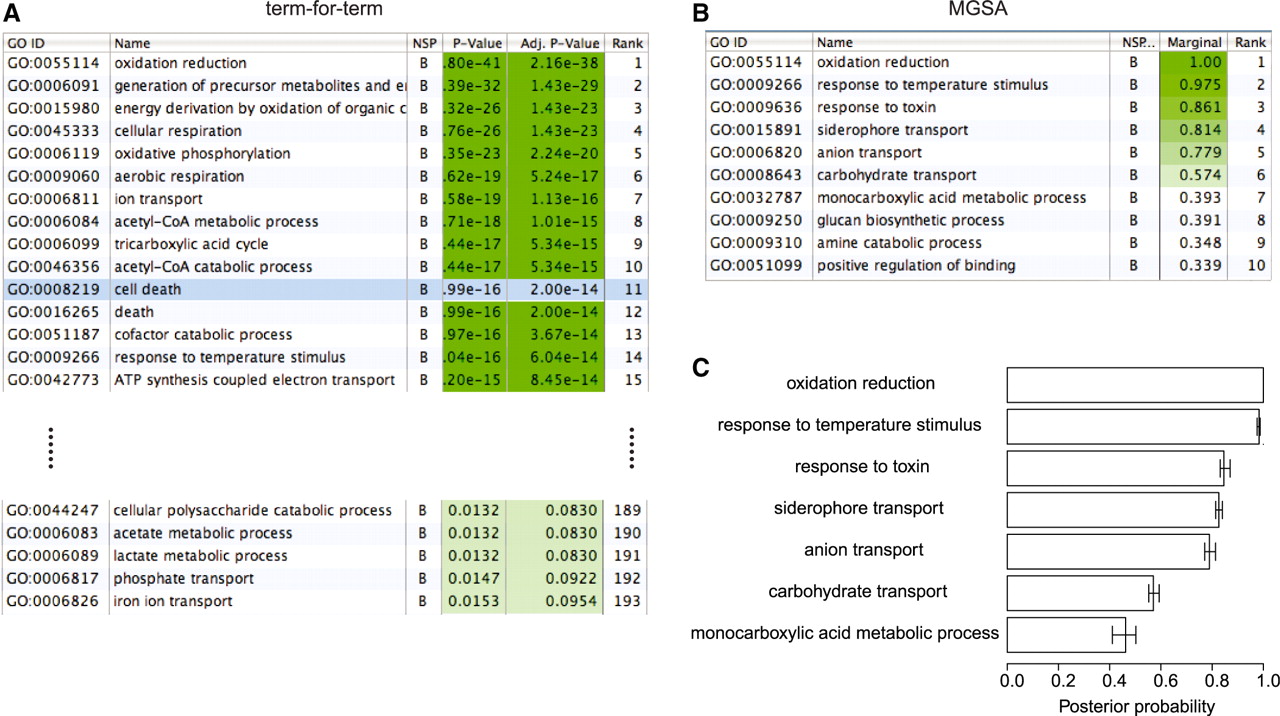 A term-for-term
GO ID Name NSP P-Value Adj. P-Value Rank
GO:0055114 oxidation reduction B .80e-41 2.16e-38 1
GO:0006091 generation of precursor metabolites and e B .39e-32 1.43e-29 2
GO:0015980 energy derivation by oxidation of organic c B .32e-26 1.43e-23 3
GO:0045333 cellular respiration B .76e-26 1.43e-23 4
GO:0006119 oxidative phosphorylation B .35e-23 2.24e-20 5
GO:0009060 aerobic respiration B .62e-19 5.24e-17 6
GO:0006811 ion transport B .58e-19 1.13e-16 7
GO:0006084 acetyl-CoA metabolic process B .71e-18 1.01e-15 8
GO:0006099 tricarboxylic acid cycle B .44e-17 5.34e-15 9
GO:0046356 acetyl-CoA catabolic process B .44e-17 5.34e-15 10
GO:0008219 cell death B .99e-16 2.00e-14 11
GO:0016265 death B .99e-16 2.00e-14 12
GO:0051187 cofactor catabolic process B .97e-16 3.67e-14 13
GO:0009266 response to temperature stimulus B .04e-16 6.04e-14 14
GO:0042773 ATP synthesis coupled electron transport B .20e-15 8.45e-14 15
GO:0044247 cellular polysaccharide catabolic process B 0.0132 0.0830 189
GO:0006083 acetate metabolic process B 0.0132 0.0830 190
GO:0006089 lactate metabolic process B 0.0132 0.0830 191
GO:0006817 phosphate transport B 0.0147 0.0922 192
GO:0006826 iron ion transport B 0.0153 0.0954 193
B MGSA
GO ID Name NSP... Marginal Rank
GO:0055114 oxidation reduction B 1.00 1
GO:0009266 response to temperature stimulus B 0.975 2
GO:0009636 response to toxin B 0.861 3
GO:0015891 siderophore transport B 0.814 4
GO:0006820 anion transport B 0.779 5
GO:0008643 carbohydrate transport B 0.574 6
GO:0032787 monocarboxylic acid metabolic process B 0.393 7
GO:0009250 glucan biosynthetic process B 0.391 8
GO:0009310 amine catabolic process B 0.348 9
GO:0051099 positive regulation of binding B 0.339 10
C
oxidation reduction
response to temperature stimulus
response to toxin
siderophore transport
anion transport
carbohydrate transport
monocarboxylic acid metabolic process
0.0 0.2 0.4 0.6 0.8 1.0
Posterior probability